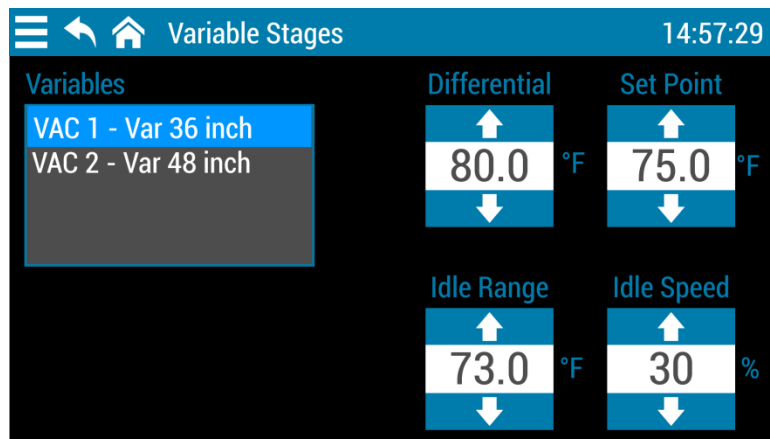 Variable Stages 14:57:29
Variables
VAC 1 - Var 36 inch
VAC 2 - Var 48 inch
Differential Set Point
80.0 °F 75.0 °F
Idle Range Idle Speed
73.0 °F 30 %